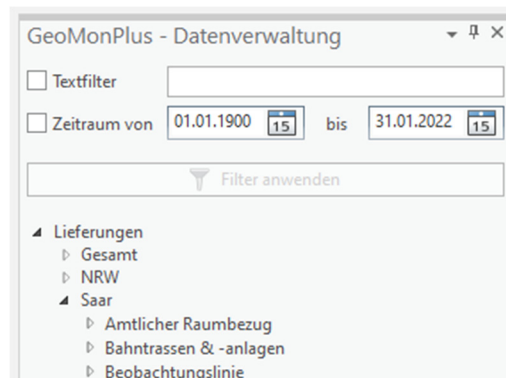 GeoMonPlus - Datenverwaltung
Textfilter
Zeitraum von 01.01.1900 15 bis 31.01.2022 15
Filter anwenden
Lieferungen
Gesamt
NRW
Saar
Amtlicher Raumbezug
Bahntrassen & -anlagen
Beobachtungslinie